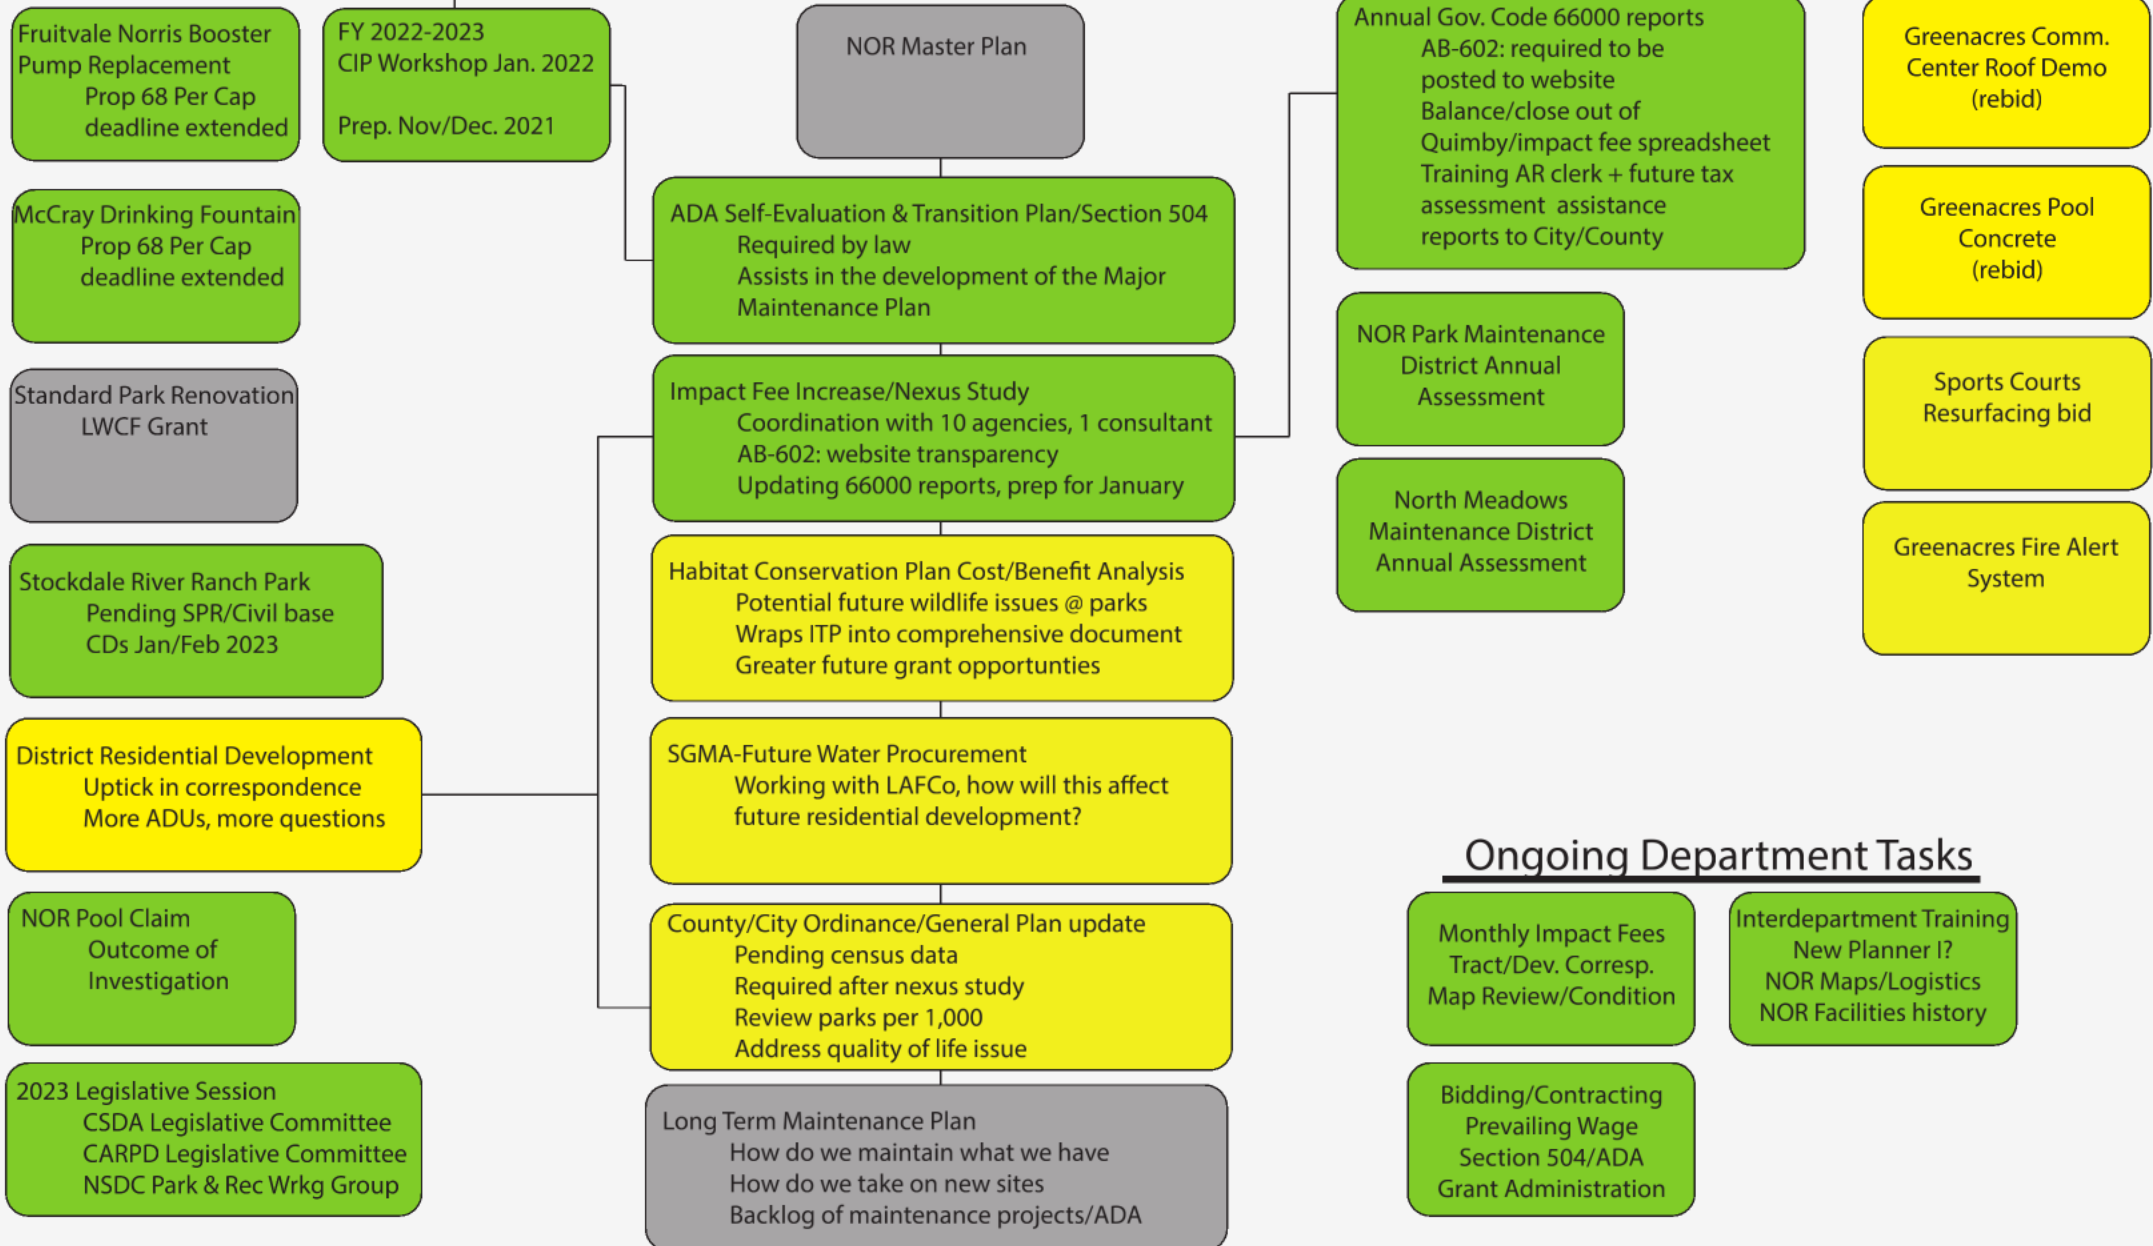 Fruitvale Norris Booster
Pump Replacement
Prop 68 Per Cap
deadline extended
FY 2022-2023
CIP Workshop Jan. 2022
Prep. Nov/Dec. 2021
McCray Drinking Fountain
Prop 68 Per Cap
deadline extended
Standard Park Renovation
LWCF Grant
Stockdale River Ranch Park
Pending SPR/Civil base
CDs Jan/Feb 2023
District Residential Development
Uptick in correspondence
More ADUs, more questions
NOR Pool Claim
Outcome of
Investigation
2023 Legislative Session
CSDA Legislative Committee
CARPD Legislative Committee
NSDC Park & Rec Wrkg Group
NOR Master Plan
ADA Self-Evaluation & Transition Plan/Section 504
Required by law
Assists in the development of the Major
Maintenance Plan
Impact Fee Increase/Nexus Study
Coordination with 10 agencies, 1 consultant
AB-602: website transparency
Updating 66000 reports, prep for January
Habitat Conservation Plan Cost/Benefit Analysis
Potential future wildlife issues @ parks
Wraps ITP into comprehensive document
Greater future grant opportunties
SGMA-Future Water Procurement
Working with LAFCo, how will this affect
future residential development?
County/City Ordinance/General Plan update
Pending census data
Required after nexus study
Review parks per 1,000
Address quality of life issue
Long Term Maintenance Plan
How do we maintain what we have
How do we take on new sites
Backlog of maintenance projects/ADA
Annual Gov. Code 66000 reports
AB-602: required to be
posted to website
Balance/close out of
Quimby/impact fee spreadsheet
Training AR clerk + future tax
assessment assistance
reports to City/County
NOR Park Maintenance
District Annual
Assessment
North Meadows
Maintenance District
Annual Assessment
Greenacres Comm.
Center Roof Demo
(rebid)
Greenacres Pool
Concrete
(rebid)
Sports Courts
Resurfacing bid
Greenacres Fire Alert
System
Ongoing Department Tasks
Monthly Impact Fees
Tract/Dev. Corresp.
Map Review/Condition
Interdepartment Training
New Planner I?
NOR Maps/Logistics
NOR Facilities history
Bidding/Contracting
Prevailing Wage
Section 504/ADA
Grant Administration